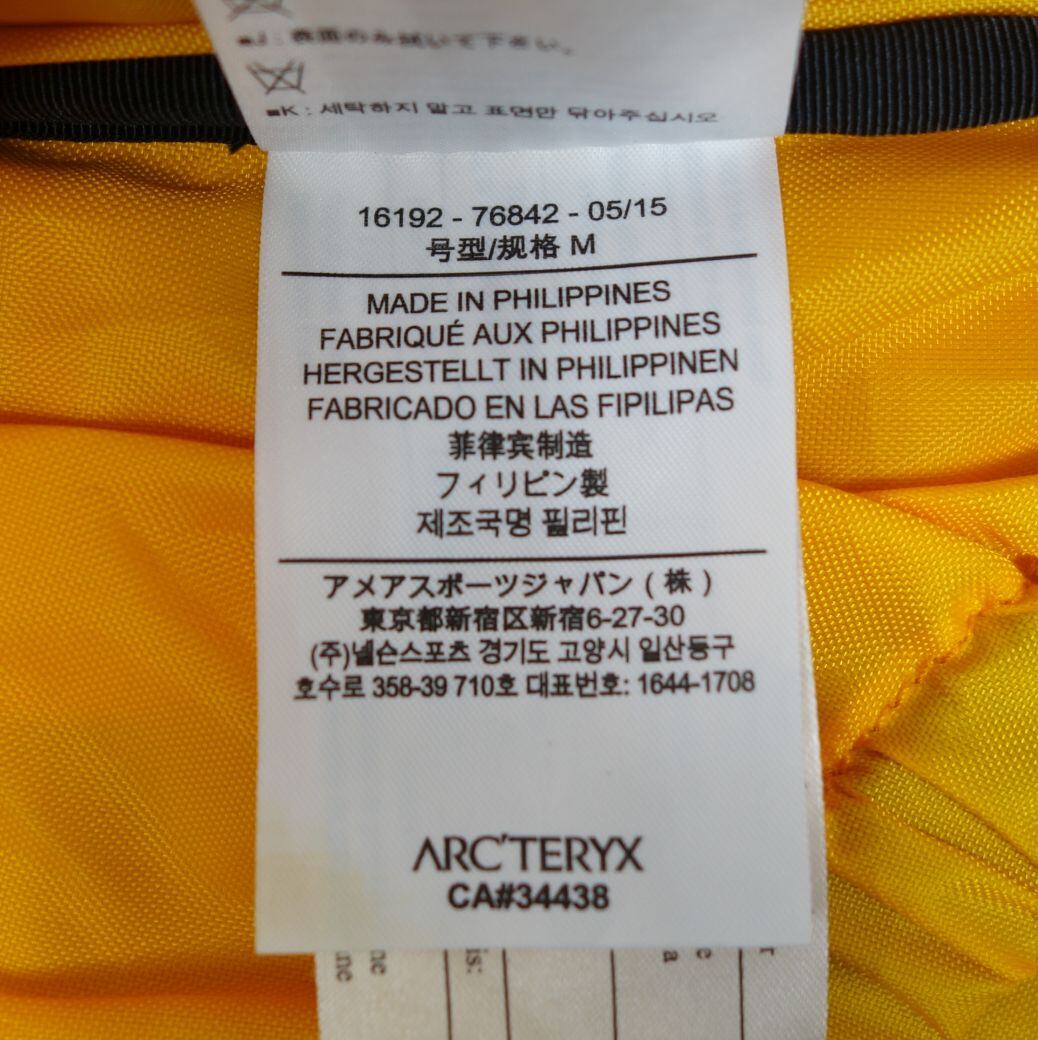 ■J : 表面のみ拭いて下さい。
■K : 세탁하지 말고 표면만 닦아주십시오
16192 - 76842 - 05/15
号型/规格 M
MADE IN PHILIPPINES
FABRIQUÉ AUX PHILIPPINES
HERGESTELLT IN PHILIPPINEN
FABRICADO EN LAS FIPILIPAS
菲律宾制造
フィリピン製
제조국명 필리핀
アメアスポーツジャパン ( 株 )
東京都新宿区新宿6-27-30
(주)넬슨스포츠 경기도 고양시 일산동구
호수로 358-39 710호 대표번호: 1644-1708
ARC'TERYX
CA#34438